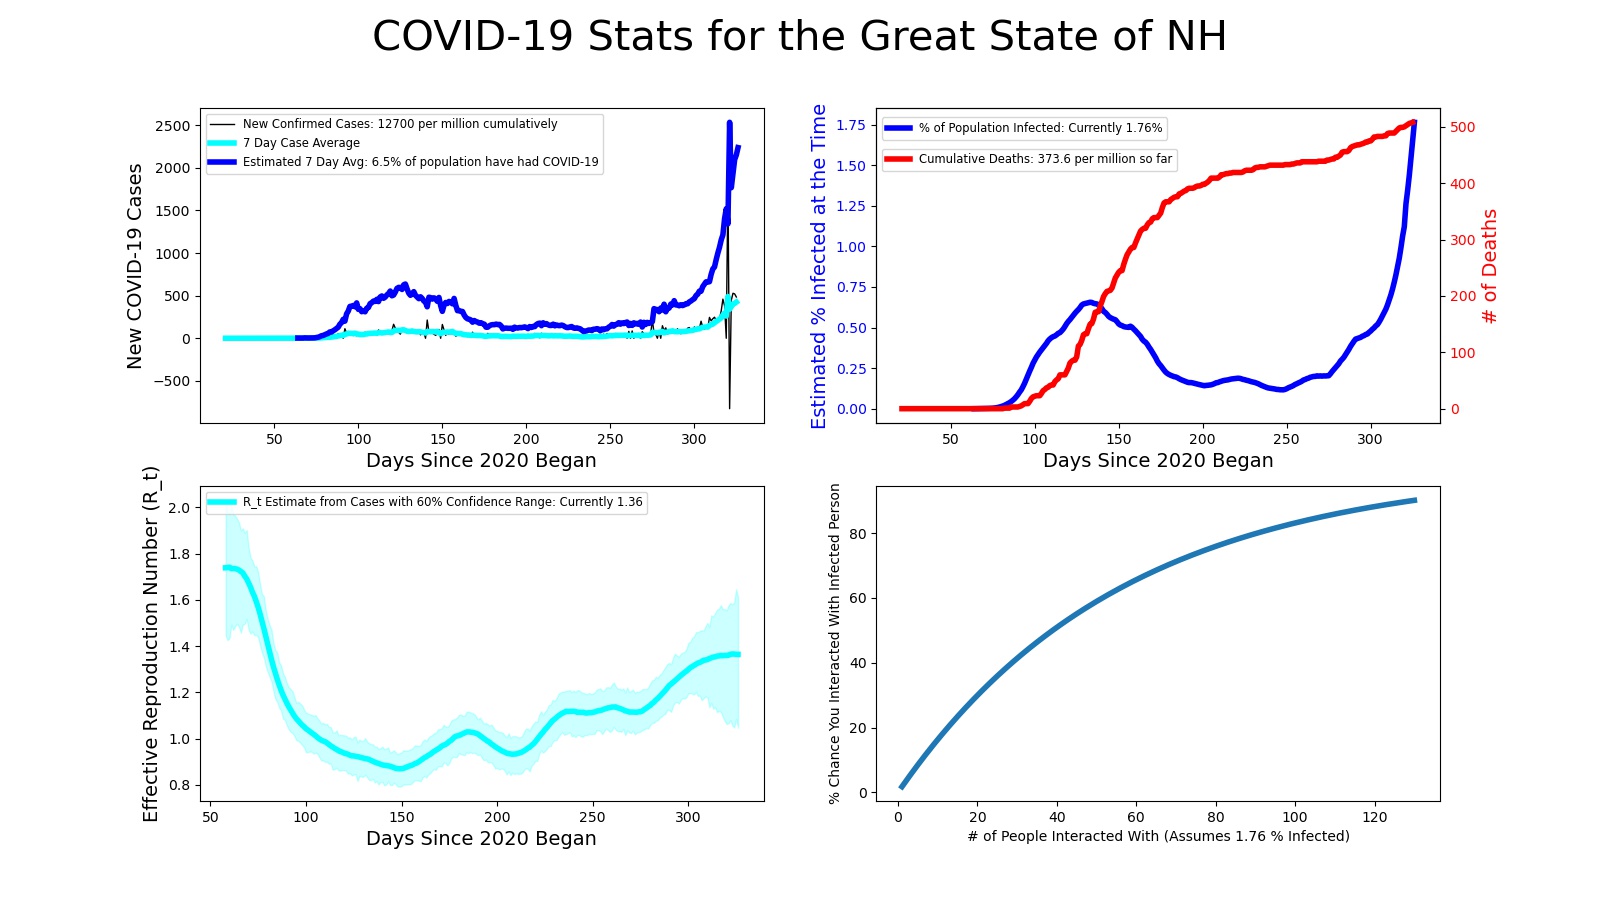 COVID-19 Stats for the Great State of NH
New COVID-19 Cases
2500
2000
1500
1000
500
0
−500
New Confirmed Cases: 12700 per million cumulatively
7 Day Case Average
Estimated 7 Day Avg: 6.5% of population have had COVID-19
50 100 150 200 250 300
Days Since 2020 Began
Estimated % Infected at the Time
1.75
1.50
1.25
1.00
0.75
0.50
0.25
0.00
% of Population Infected: Currently 1.76%
Cumulative Deaths: 373.6 per million so far
500
400
300
200
100
0
# of Deaths
50 100 150 200 250 300
Days Since 2020 Began
Effective Reproduction Number (R_t)
2.0
1.8
1.6
1.4
1.2
1.0
0.8
R_t Estimate from Cases with 60% Confidence Range: Currently 1.36
50 100 150 200 250 300
Days Since 2020 Began
% Chance You Interacted With Infected Person
80
60
40
20
0
0 20 40 60 80 100 120
# of People Interacted With (Assumes 1.76 % Infected)